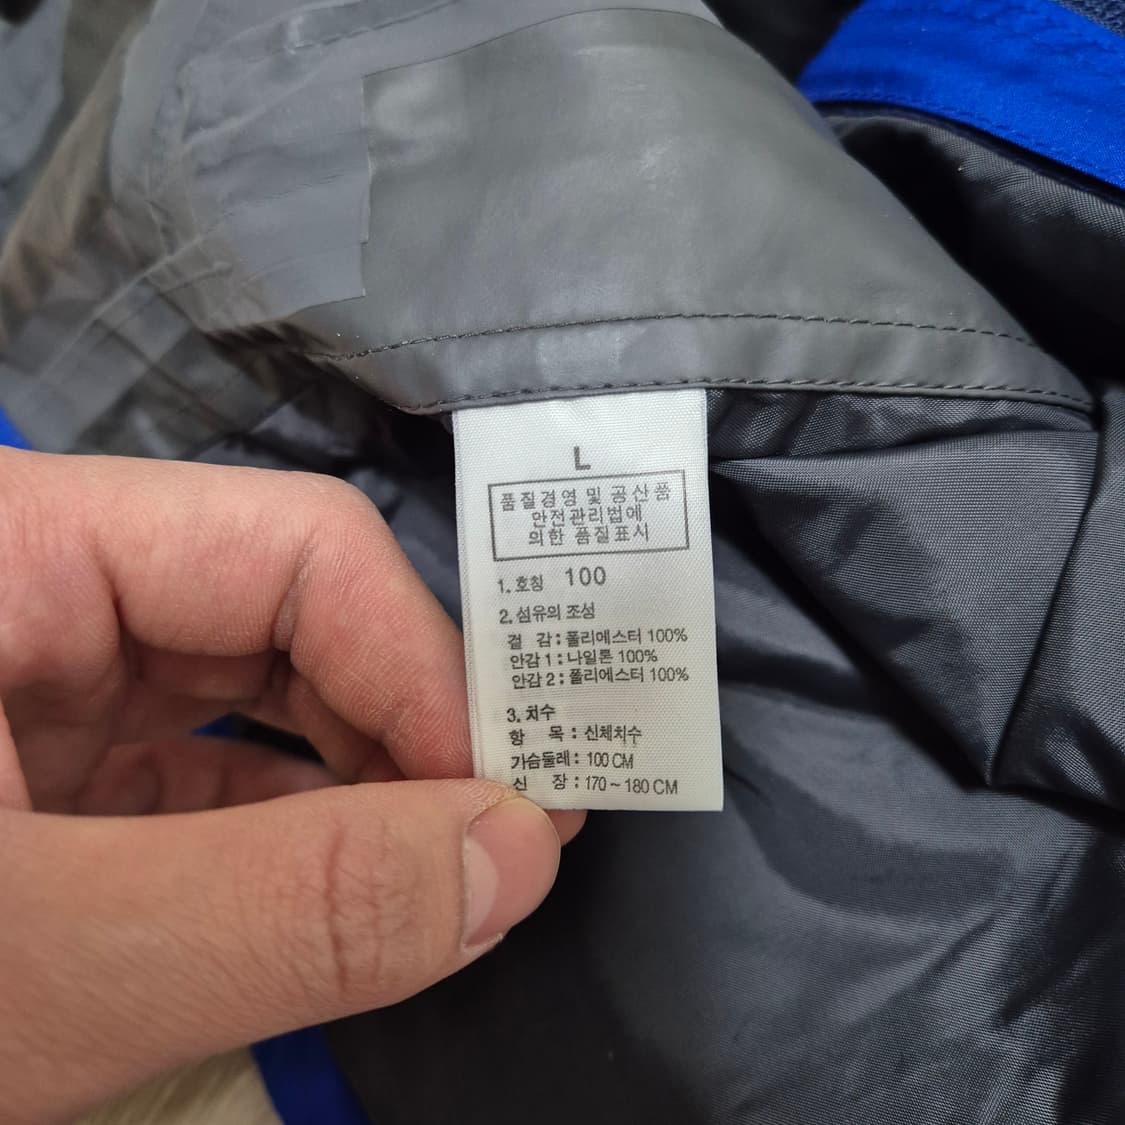 L
품질경영 및 공산품
안전관리법에
의한 품질표시
1. 호칭 100
2. 섬유의 조성
겉 감 : 폴리에스터 100%
안감 1 : 나일론 100%
안감 2 : 폴리에스터 100%
3. 치수
항 목 : 신체치수
가슴둘레 : 100 CM
신 장 : 170 ~ 180 CM